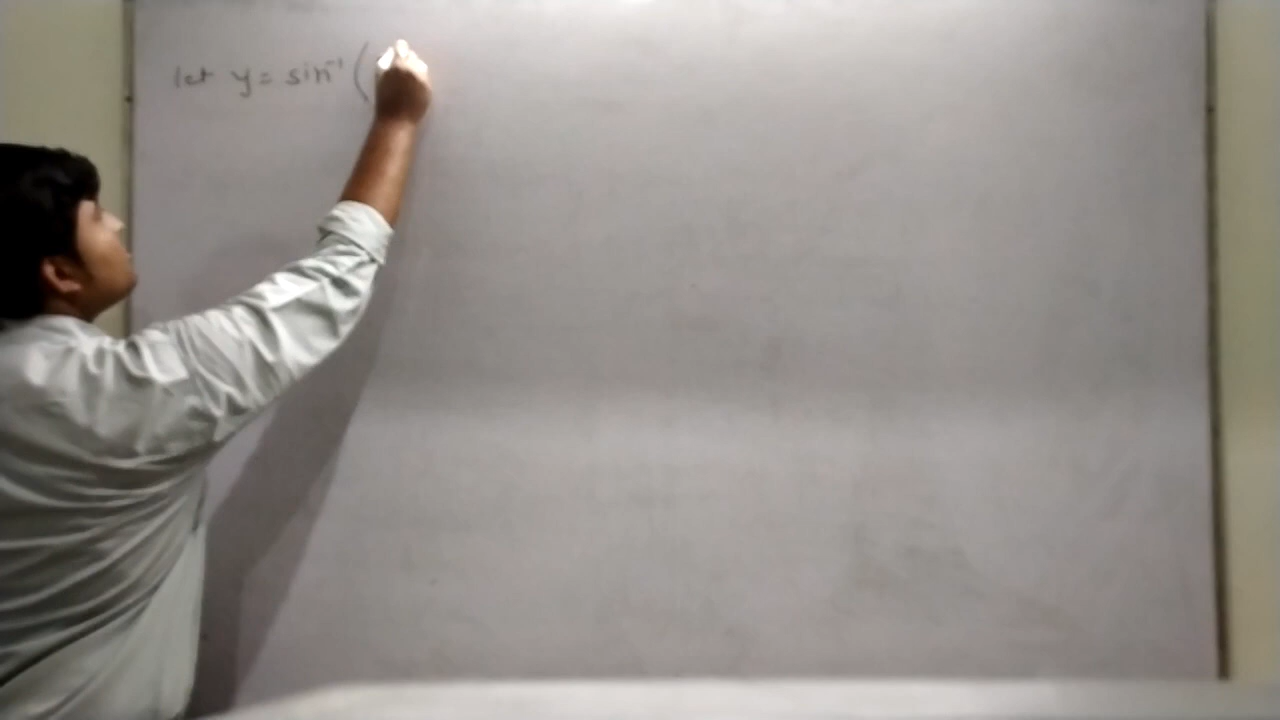 let y = sin⁻¹ (